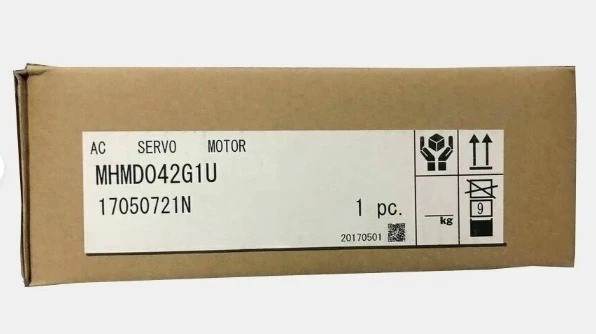 AC SERVO MOTOR
MHMD042G1U
17050721N
1 pc.
kg
9
20170501